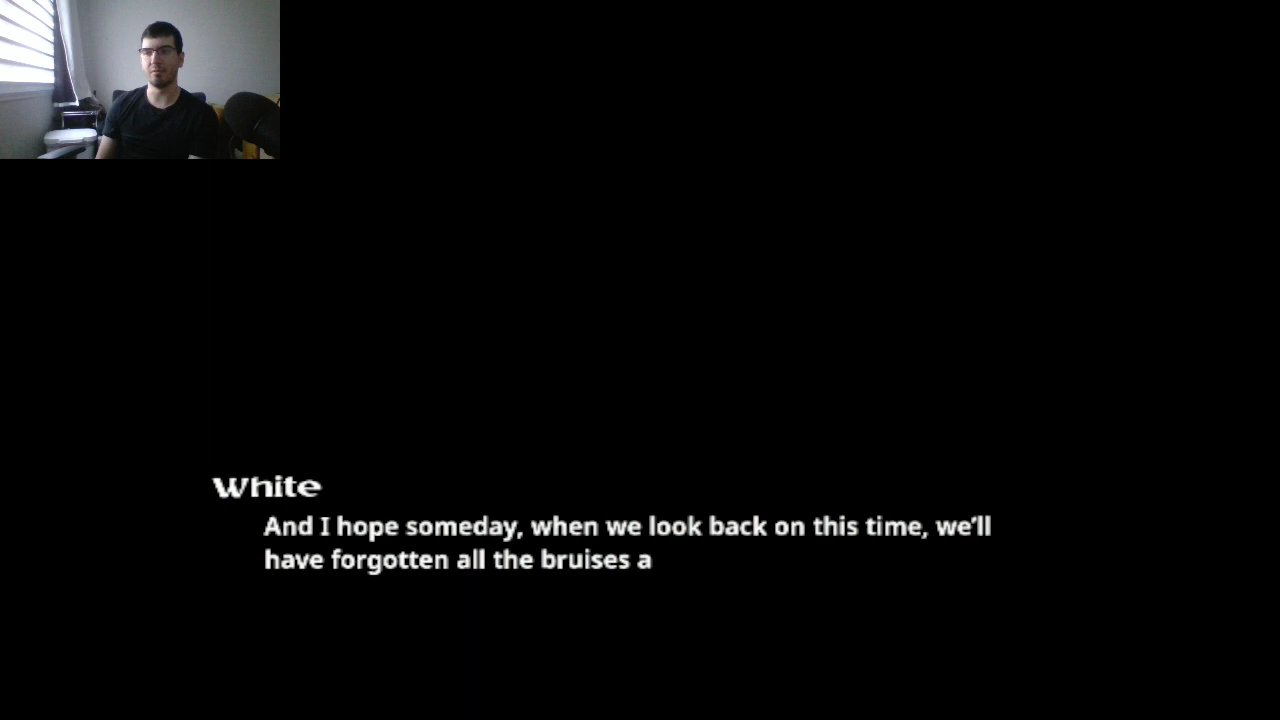 White
And I hope someday, when we look back on this time, we’ll
have forgotten all the bruises a